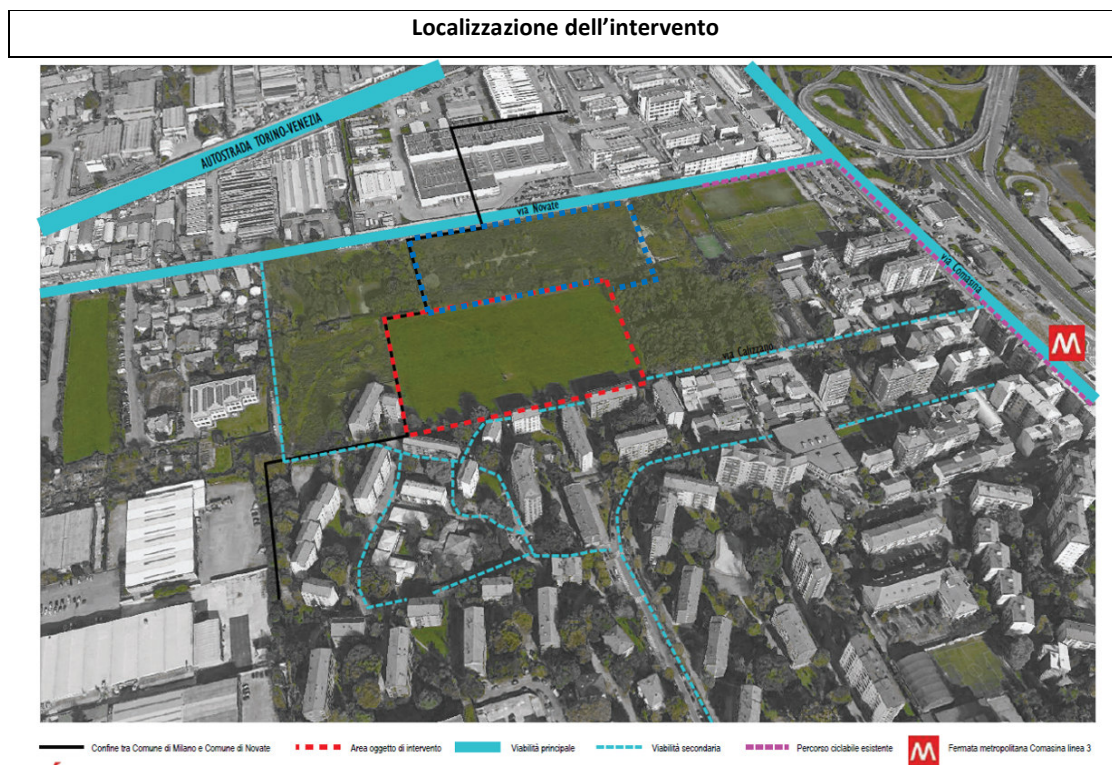 Localizzazione dell'intervento
AUTOSTRADA TORINO-VENEZIA
via Novate
via Comasina
via Calizzano
M
Confine tra Comune di Milano e Comune di Novate
Area oggetto di intervento
Viabilità principale
Viabilità secondaria
Percorso ciclabile esistente
M
Fermata metropolitana Comasina linea 3